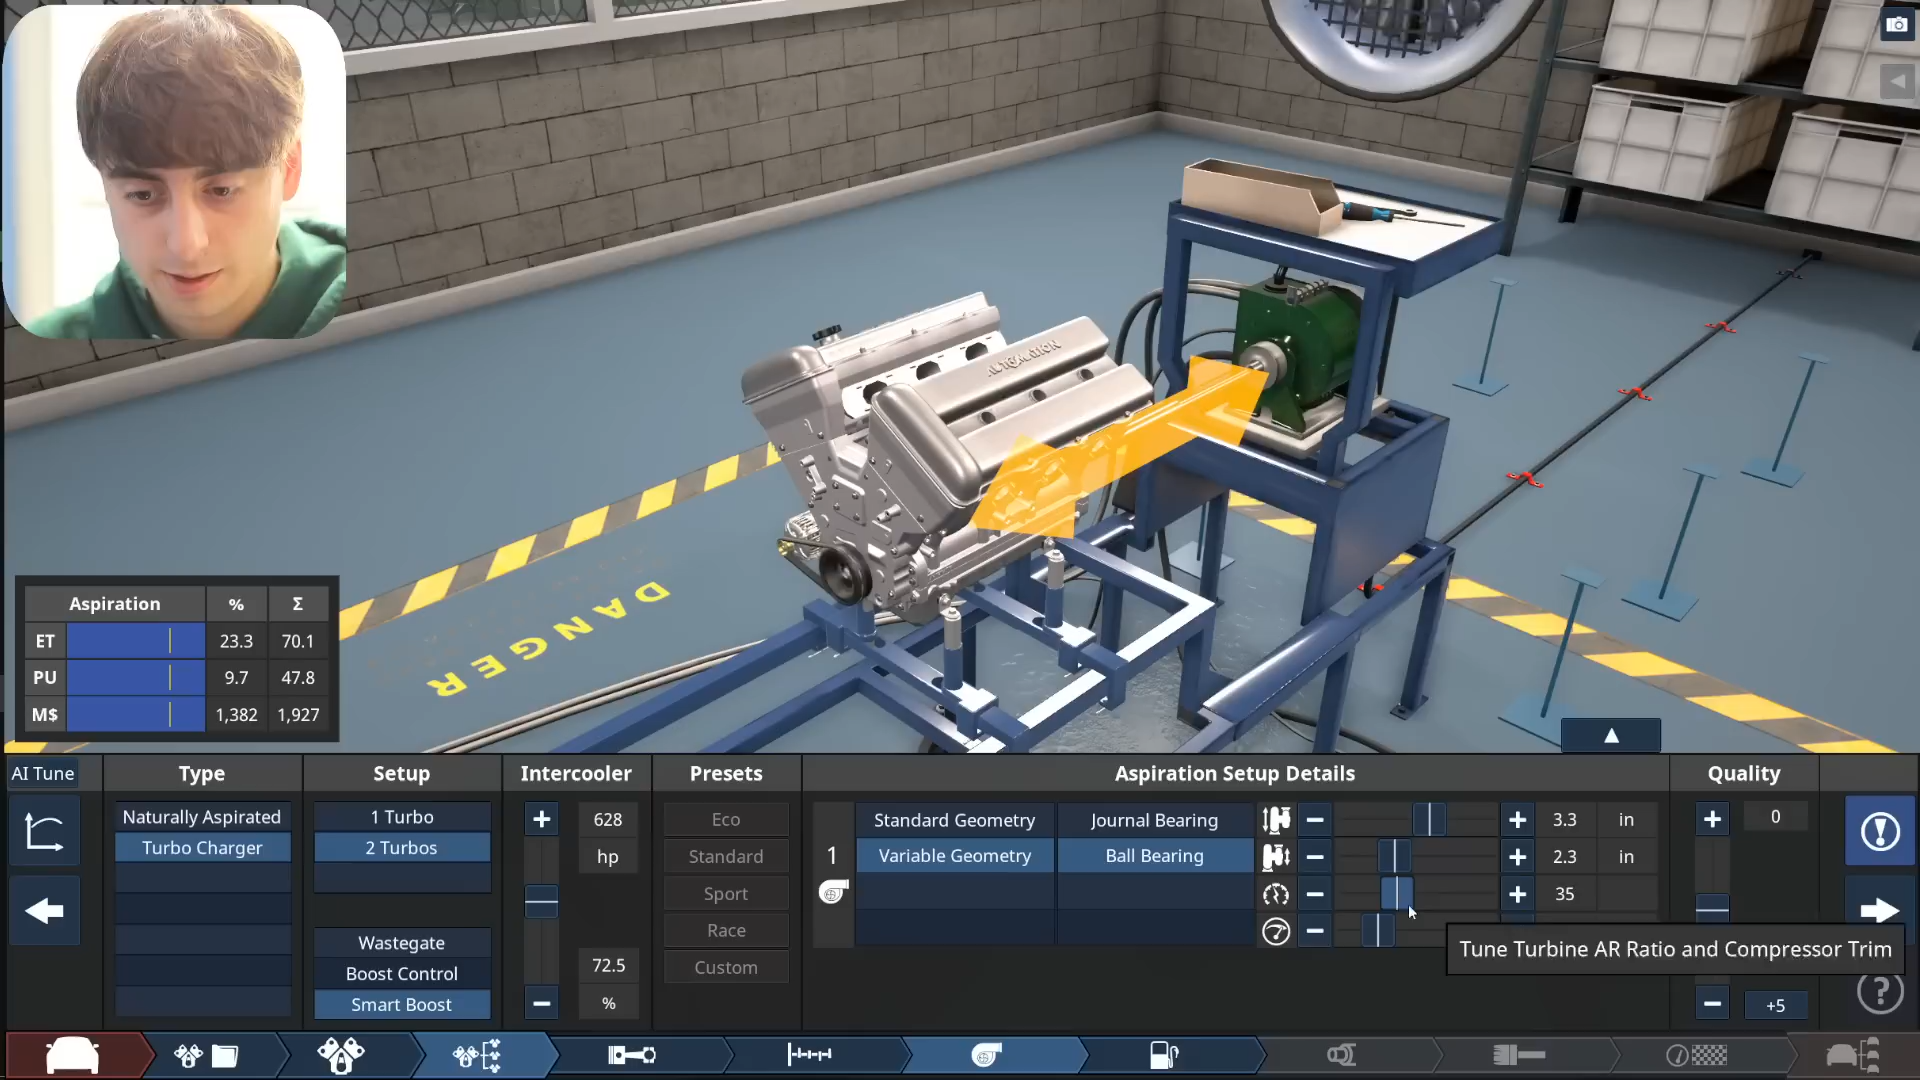 AUTOMATION
DANGER
Aspiration % Σ
ET 23.3 70.1
PU 9.7 47.8
M$ 1,382 1,927
AI Tune
Type
Naturally Aspirated
Turbo Charger
Setup
1 Turbo
2 Turbos
Wastegate
Boost Control
Smart Boost
Intercooler
+ 628
hp
72.5
− %
Presets
Eco
Standard
Sport
Race
Custom
Aspiration Setup Details
1
Standard Geometry Journal Bearing − + 3.3 in
Variable Geometry Ball Bearing − + 2.3 in
− + 35
−
Tune Turbine AR Ratio and Compressor Trim
Quality
+ 0
− +5
?